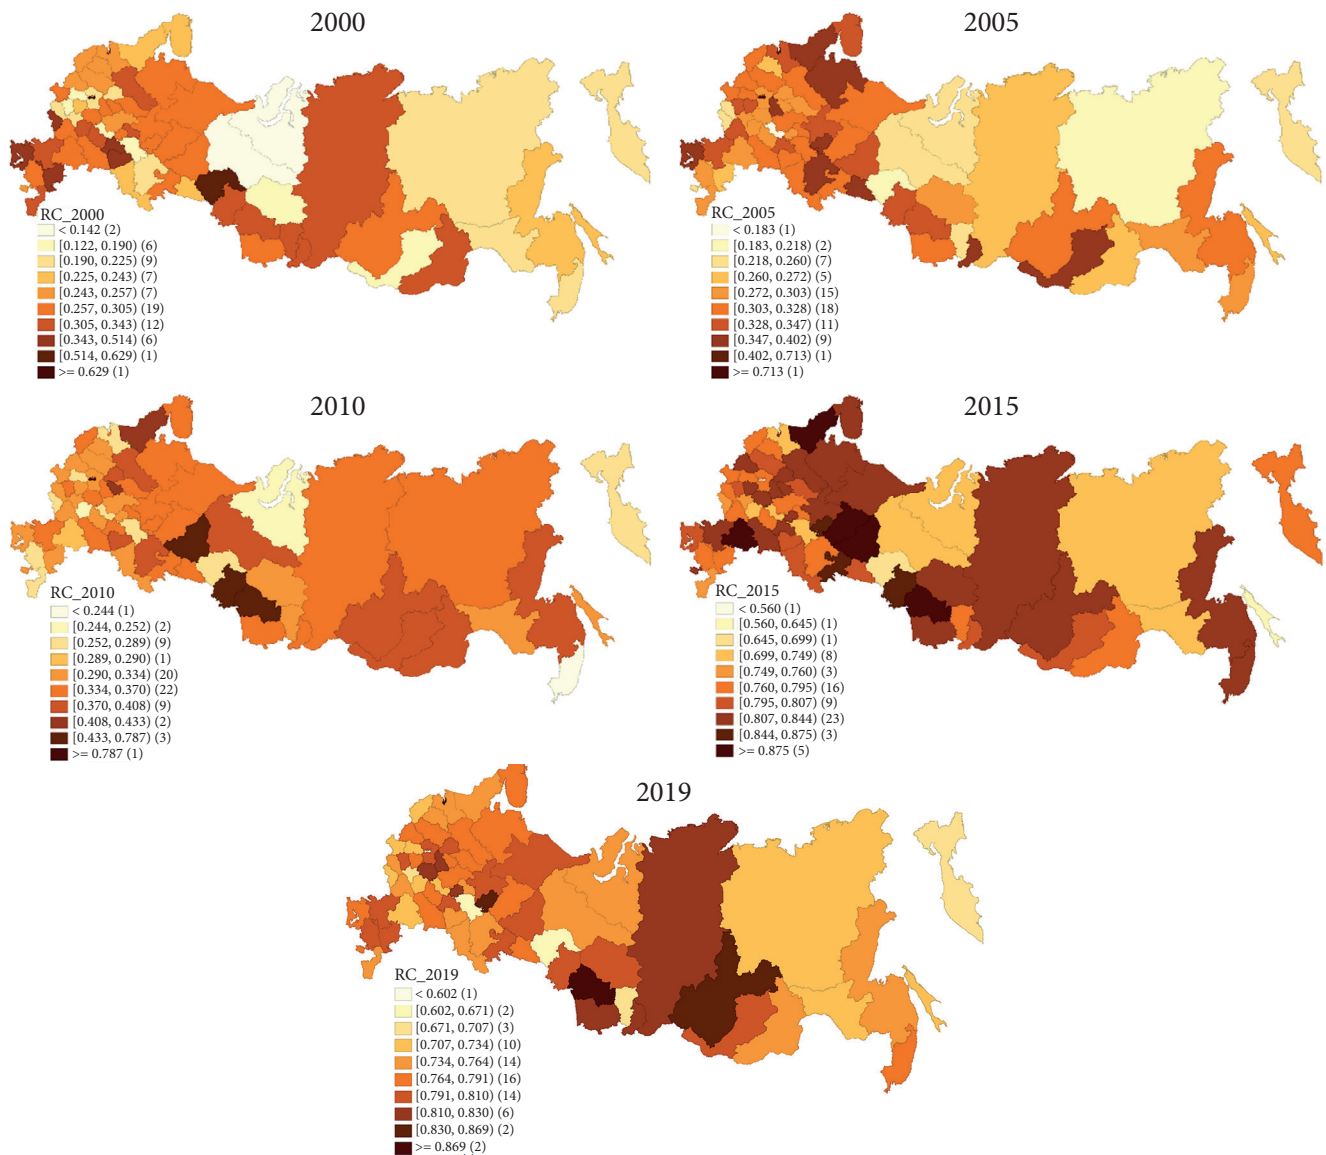 2000
RC_2000
< 0.142 (2)
[0.122, 0.190) (6)
[0.190, 0.225) (9)
[0.225, 0.243) (7)
[0.243, 0.257) (7)
[0.257, 0.305) (19)
[0.305, 0.343) (12)
[0.343, 0.514) (6)
[0.514, 0.629) (1)
>= 0.629 (1)
2005
RC_2005
< 0.183 (1)
[0.183, 0.218) (2)
[0.218, 0.260) (7)
[0.260, 0.272) (5)
[0.272, 0.303) (15)
[0.303, 0.328) (18)
[0.328, 0.347) (11)
[0.347, 0.402) (9)
[0.402, 0.713) (1)
>= 0.713 (1)
2010
RC_2010
< 0.244 (1)
[0.244, 0.252) (2)
[0.252, 0.289) (9)
[0.289, 0.290) (1)
[0.290, 0.334) (20)
[0.334, 0.370) (22)
[0.370, 0.408) (9)
[0.408, 0.433) (2)
[0.433, 0.787) (3)
>= 0.787 (1)
2015
RC_2015
< 0.560 (1)
[0.560, 0.645) (1)
[0.645, 0.699) (1)
[0.699, 0.749) (8)
[0.749, 0.760) (3)
[0.760, 0.795) (16)
[0.795, 0.807) (9)
[0.807, 0.844) (23)
[0.844, 0.875) (3)
>= 0.875 (5)
2019
RC_2019
< 0.602 (1)
[0.602, 0.671) (2)
[0.671, 0.707) (3)
[0.707, 0.734) (10)
[0.734, 0.764) (14)
[0.764, 0.791) (16)
[0.791, 0.810) (14)
[0.810, 0.830) (6)
[0.830, 0.869) (2)
>= 0.869 (2)